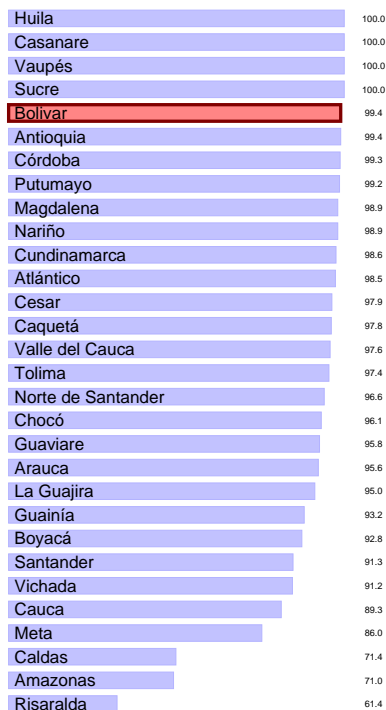 Huila 100.0
Casanare 100.0
Vaupés 100.0
Sucre 100.0
Bolivar 99.4
Antioquia 99.4
Córdoba 99.3
Putumayo 99.2
Magdalena 98.9
Nariño 98.9
Cundinamarca 98.6
Atlántico 98.5
Cesar 97.9
Caquetá 97.8
Valle del Cauca 97.6
Tolima 97.4
Norte de Santander 96.6
Chocó 96.1
Guaviare 95.8
Arauca 95.6
La Guajira 95.0
Guainía 93.2
Boyacá 92.8
Santander 91.3
Vichada 91.2
Cauca 89.3
Meta 86.0
Caldas 71.4
Amazonas 71.0
Risaralda 61.4